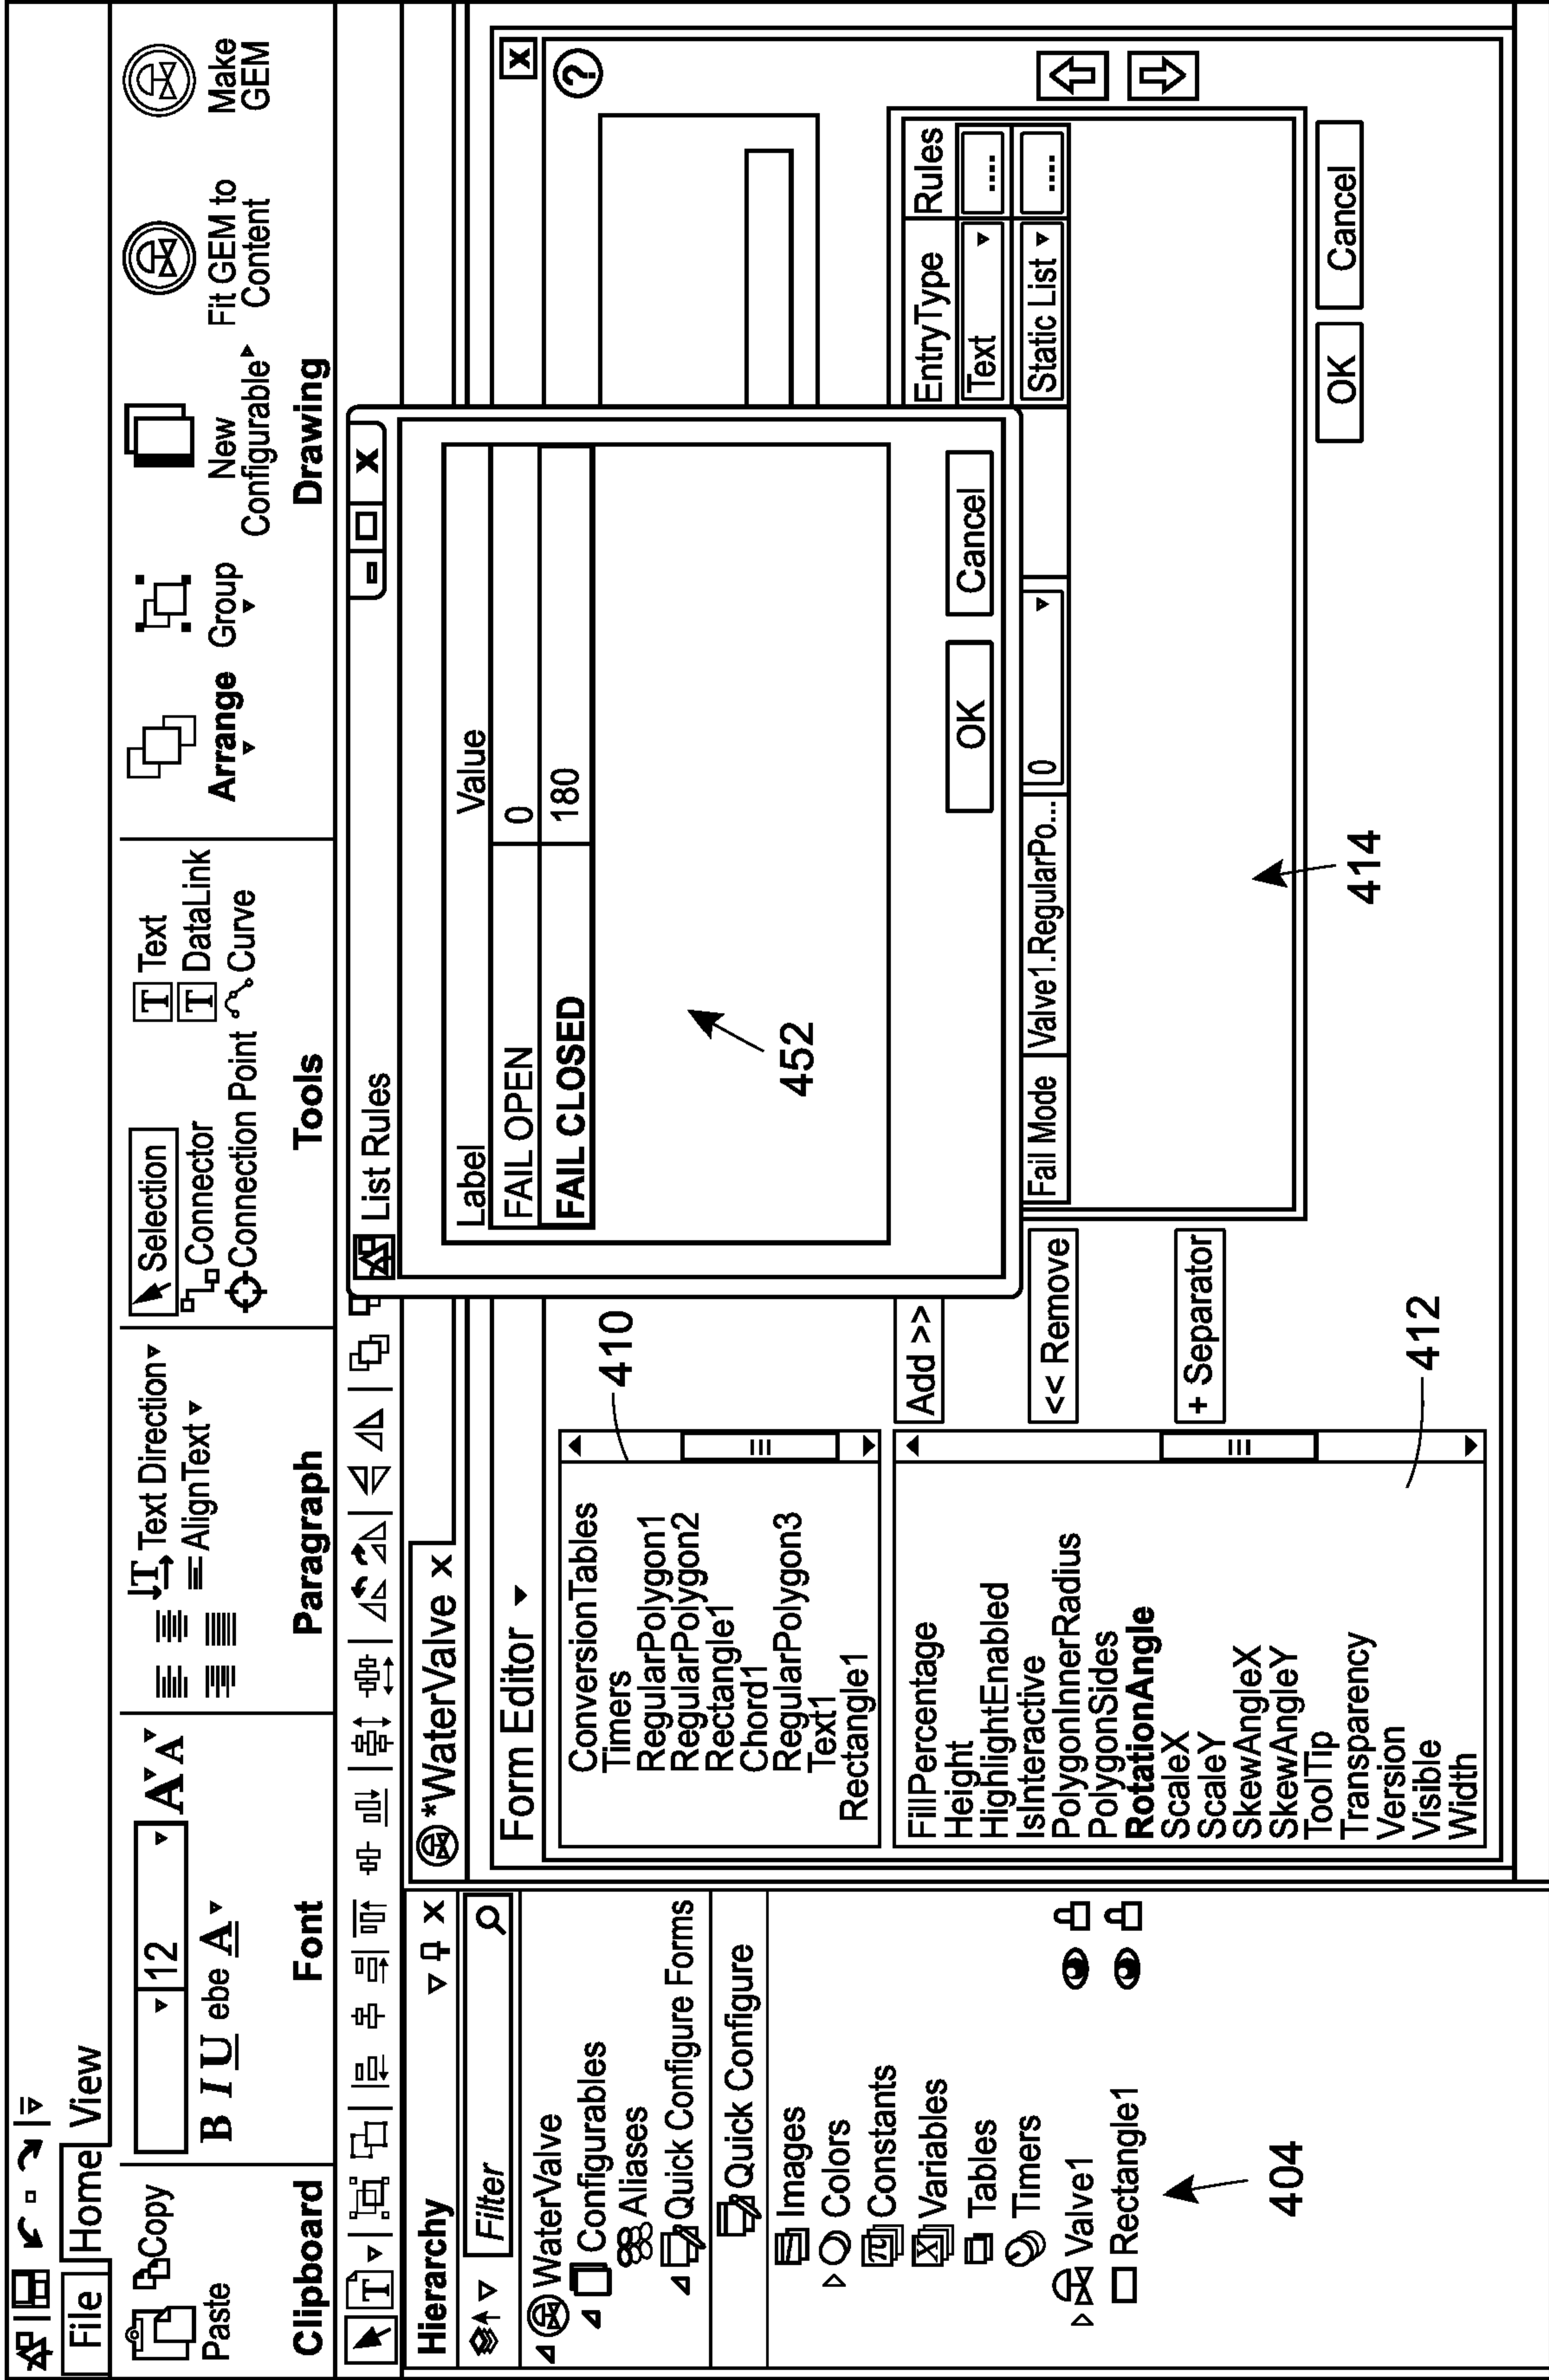 File Home View
Paste
Copy
Clipboard
12
B I U ebe A
A A
Font
Text Direction
AlignText
Paragraph
Selection
Connector
Connection Point
T Text
T DataLink
Curve
Tools
Arrange
Group
New
Configurable
Fit GEM to
Content
Make
GEM
Drawing
T
Hierarchy X
Filter
WaterValve
Configurables
Aliases
Quick Configure Forms
Quick Configure
Images
Colors
π Constants
X Variables
Tables
Timers
Valve1
Rectangle1
404
*WaterValve X
Form Editor
X
?
ConversionTables
Timers
RegularPolygon1
RegularPolygon2
Rectangle1
Chord1
RegularPolygon3
Text1
Rectangle1
410
FillPercentage
Height
HighlightEnabled
IsInteractive
PolygonInnerRadius
PolygonSides
RotationAngle
ScaleX
ScaleY
SkewAngleX
SkewAngleY
ToolTip
Transparency
Version
Visible
Width
412
Add >>
<< Remove
+ Separator
List Rules
X
Label Value
FAIL OPEN 0
FAIL CLOSED 180
452
OK Cancel
EntryType Rules
Text ....
Fail Mode Valve1.RegularPo... 0 Static List ....
414
OK Cancel